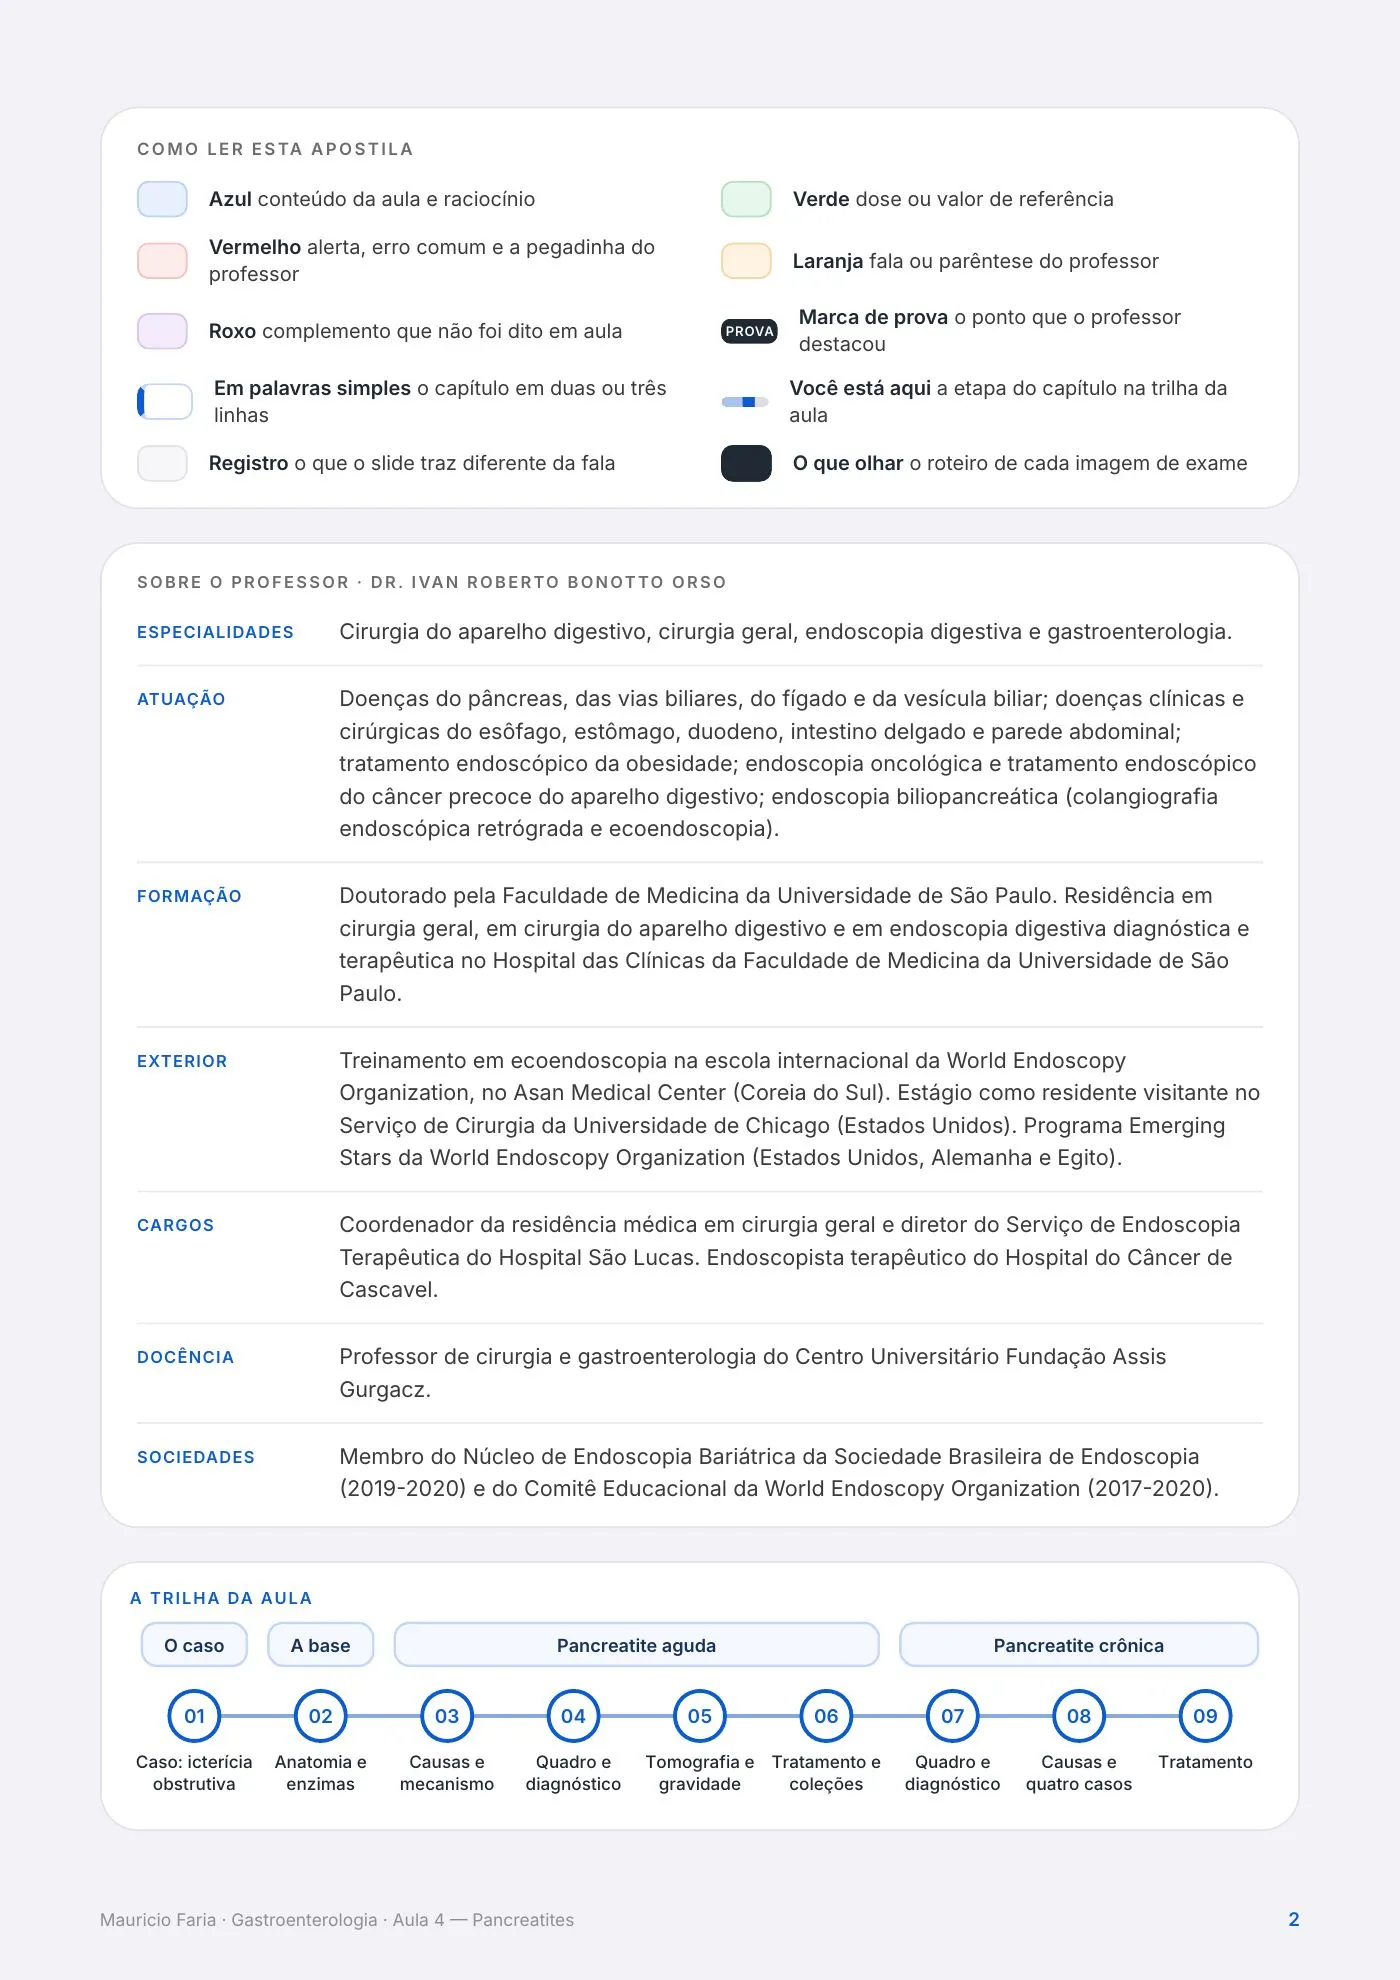 COMO LER ESTA APOSTILA
Azul conteúdo da aula e raciocínio
Verde dose ou valor de referência
Vermelho alerta, erro comum e a pegadinha do
professor
Laranja fala ou parêntese do professor
Roxo complemento que não foi dito em aula
PROVA
Marca de prova o ponto que o professor
destacou
Em palavras simples o capítulo em duas ou três
linhas
Você está aqui a etapa do capítulo na trilha da
aula
Registro o que o slide traz diferente da fala
O que olhar o roteiro de cada imagem de exame
SOBRE O PROFESSOR · DR. IVAN ROBERTO BONOTTO ORSO
ESPECIALIDADES
Cirurgia do aparelho digestivo, cirurgia geral, endoscopia digestiva e gastroenterologia.
ATUAÇÃO
Doenças do pâncreas, das vias biliares, do fígado e da vesícula biliar; doenças clínicas e
cirúrgicas do esôfago, estômago, duodeno, intestino delgado e parede abdominal;
tratamento endoscópico da obesidade; endoscopia oncológica e tratamento endoscópico
do câncer precoce do aparelho digestivo; endoscopia biliopancreática (colangiografia
endoscópica retrógrada e ecoendoscopia).
FORMAÇÃO
Doutorado pela Faculdade de Medicina da Universidade de São Paulo. Residência em
cirurgia geral, em cirurgia do aparelho digestivo e em endoscopia digestiva diagnóstica e
terapêutica no Hospital das Clínicas da Faculdade de Medicina da Universidade de São
Paulo.
EXTERIOR
Treinamento em ecoendoscopia na escola internacional da World Endoscopy
Organization, no Asan Medical Center (Coreia do Sul). Estágio como residente visitante no
Serviço de Cirurgia da Universidade de Chicago (Estados Unidos). Programa Emerging
Stars da World Endoscopy Organization (Estados Unidos, Alemanha e Egito).
CARGOS
Coordenador da residência médica em cirurgia geral e diretor do Serviço de Endoscopia
Terapêutica do Hospital São Lucas. Endoscopista terapêutico do Hospital do Câncer de
Cascavel.
DOCÊNCIA
Professor de cirurgia e gastroenterologia do Centro Universitário Fundação Assis
Gurgacz.
SOCIEDADES
Membro do Núcleo de Endoscopia Bariátrica da Sociedade Brasileira de Endoscopia
(2019-2020) e do Comitê Educacional da World Endoscopy Organization (2017-2020).
A TRILHA DA AULA
O caso
A base
Pancreatite aguda
Pancreatite crônica
01 02 03 04 05 06 07 08 09
Caso: icterícia
obstrutiva
Anatomia e
enzimas
Causas e
mecanismo
Quadro e
diagnóstico
Tomografia e
gravidade
Tratamento e
coleções
Quadro e
diagnóstico
Causas e
quatro casos
Tratamento
Mauricio Faria · Gastroenterologia · Aula 4 — Pancreatites
2